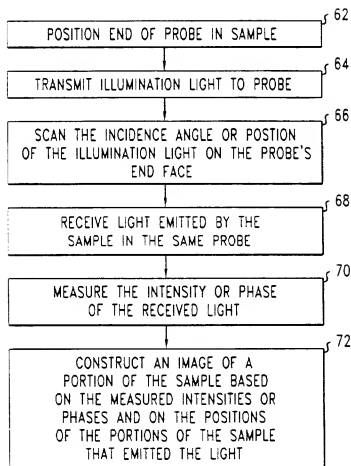 62
POSITION END OF PROBE IN SAMPLE
64
TRANSMIT ILLUMINATION LIGHT TO PROBE
66
SCAN THE INCIDENCE ANGLE OR POSTION
OF THE ILLUMINATION LIGHT ON THE PROBE'S
END FACE
68
RECEIVE LIGHT EMITTED BY THE
SAMPLE IN THE SAME PROBE
70
MEASURE THE INTENSITY OR PHASE
OF THE RECEIVED LIGHT
72
CONSTRUCT AN IMAGE OF A
PORTION OF THE SAMPLE BASED
ON THE MEASURED INTENSITIES OR
PHASES AND ON THE POSITIONS
OF THE PORTIONS OF THE SAMPLE
THAT EMITTED THE LIGHT